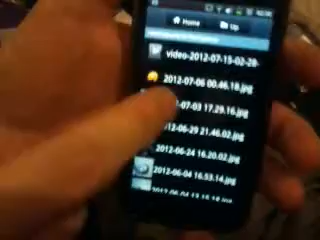 Home Up
video-2012-07-15-02-28-
2012-07-06 00.46.18.jpg
-07-03 17.29.16.jpg
2012-06-29 21.46.02.jpg
2012-06-24 16.20.02.jpg
2012-06-04 16.53.14.jpg